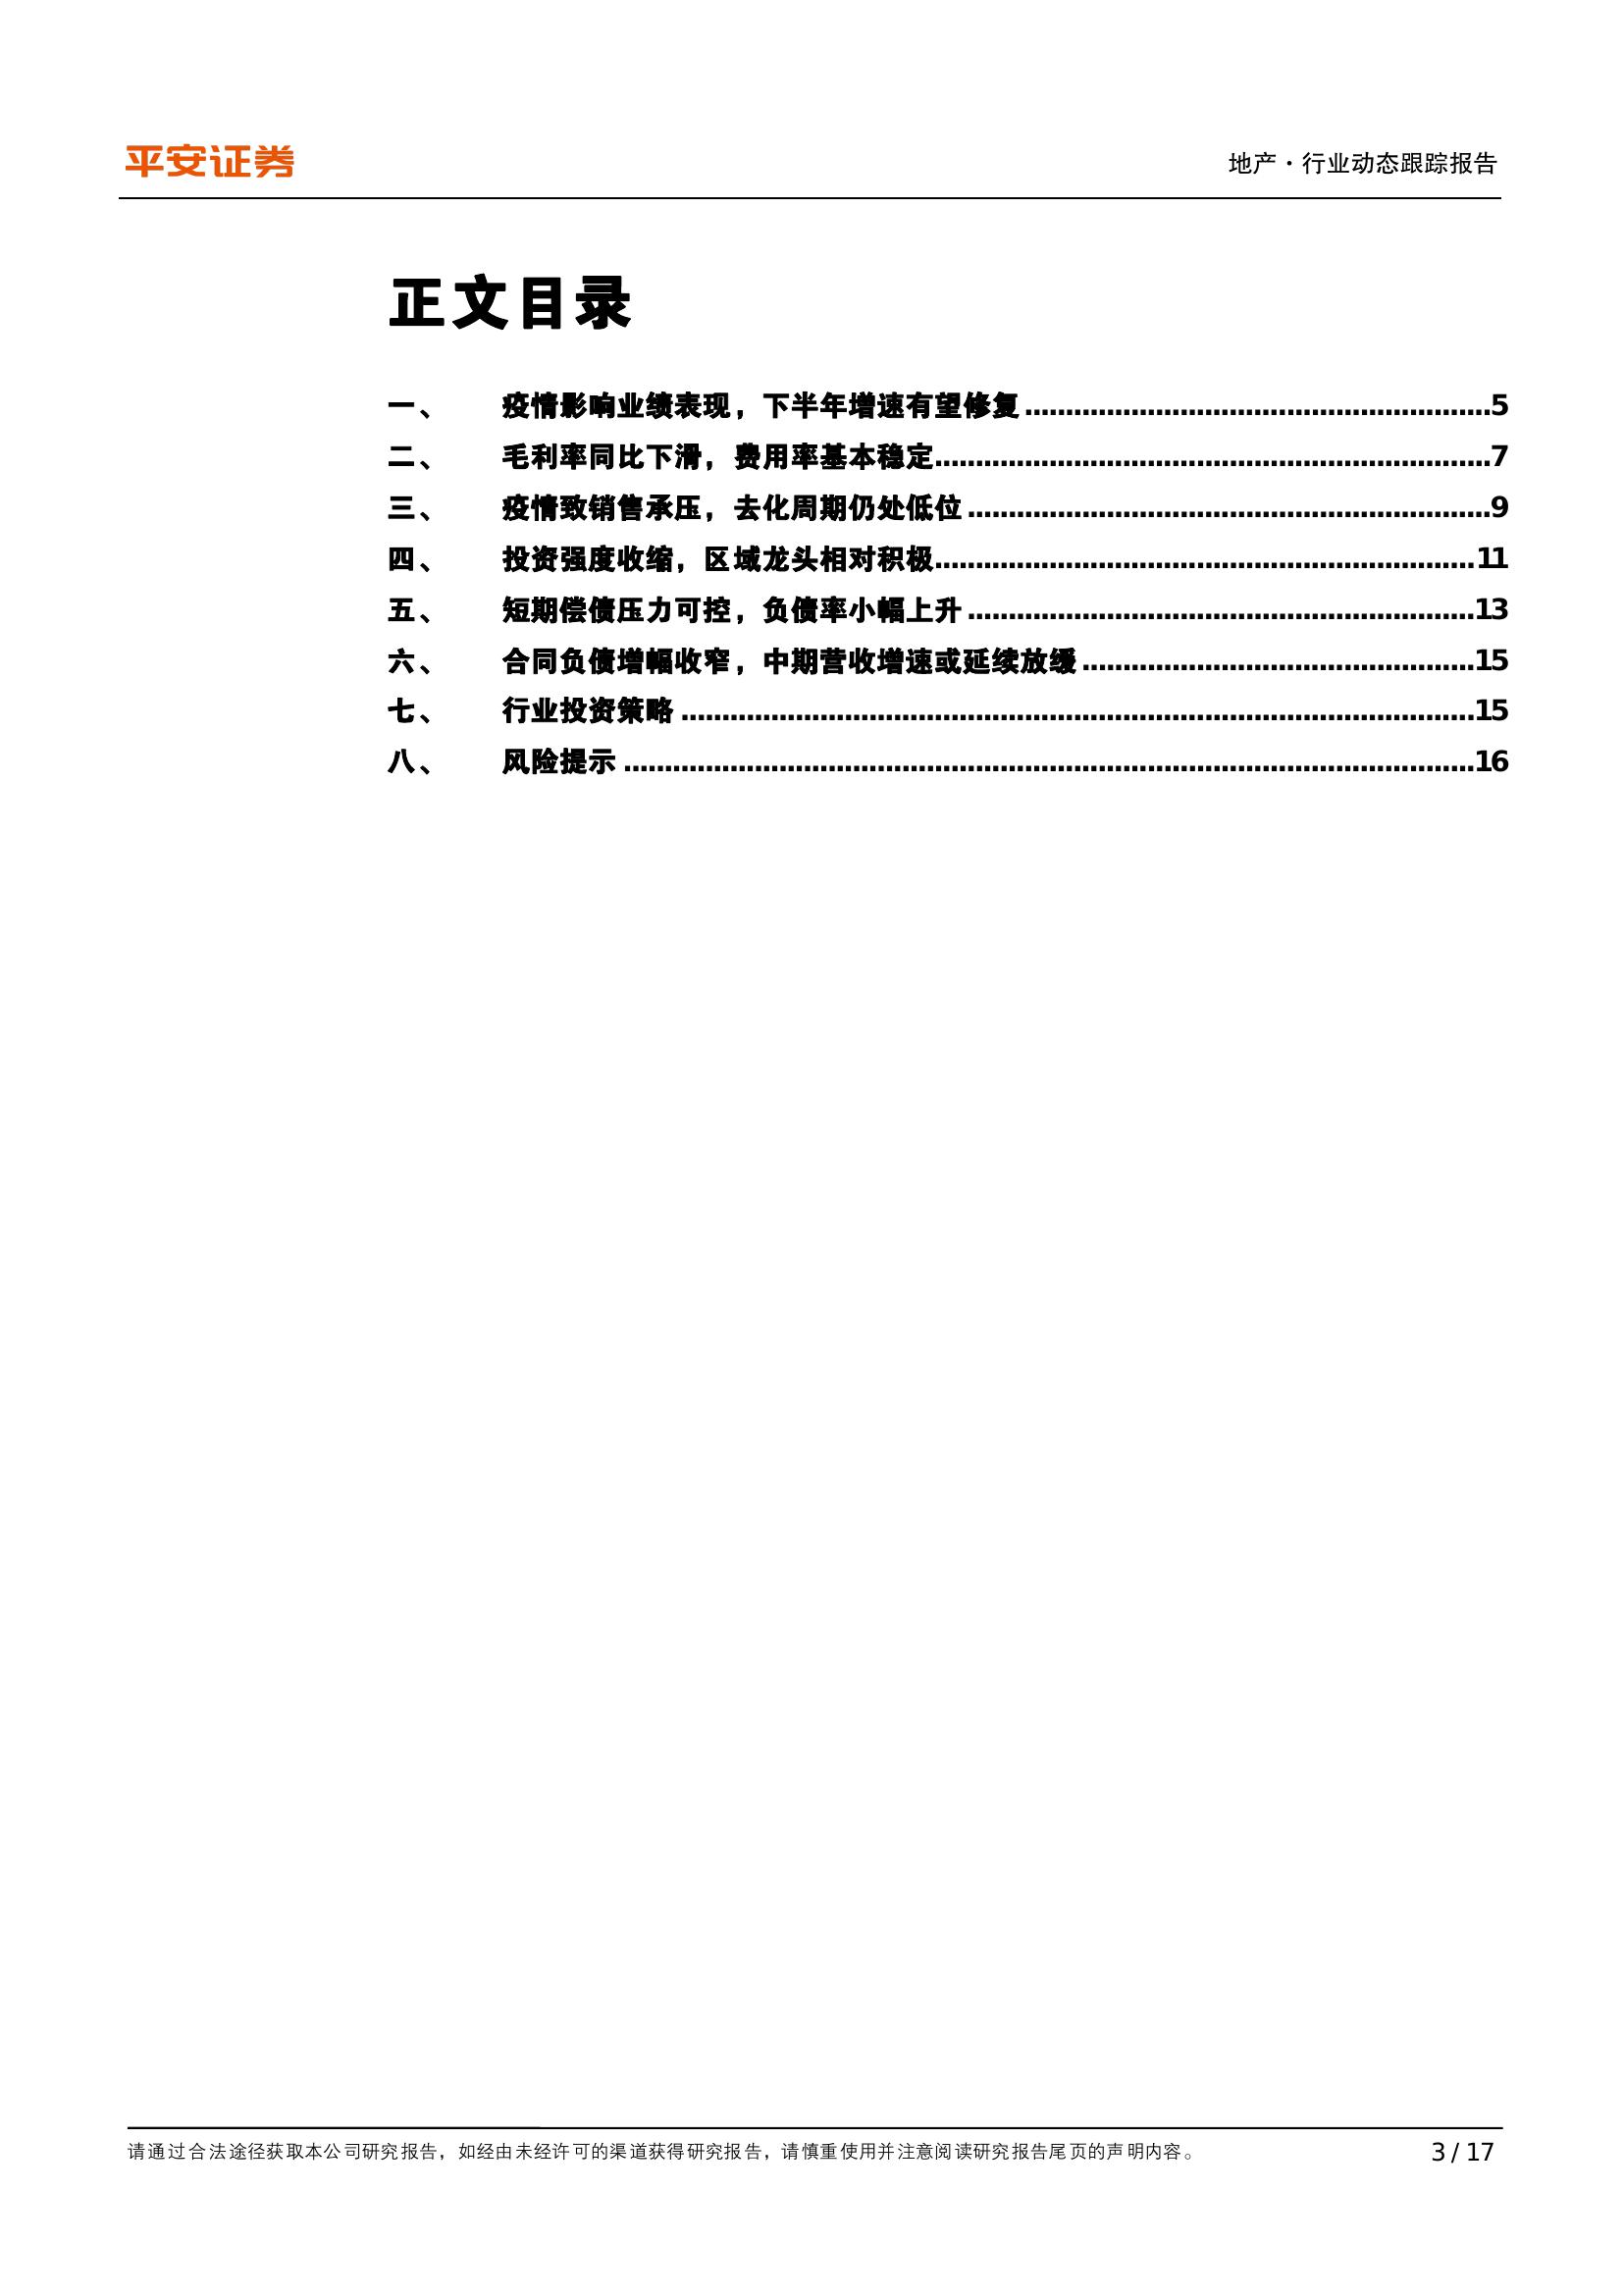 平安证券
地产·行业动态跟踪报告
正文目录
一、 疫情影响业绩表现，下半年增速有望修复 5
二、 毛利率同比下滑，费用率基本稳定 7
三、 疫情致销售承压，去化周期仍处低位 9
四、 投资强度收缩，区域龙头相对积极 11
五、 短期偿债压力可控，负债率小幅上升 13
六、 合同负债增幅收窄，中期营收增速或延续放缓 15
七、 行业投资策略 15
八、 风险提示 16
请通过合法途径获取本公司研究报告，如经由未经许可的渠道获得研究报告，请慎重使用并注意阅读研究报告尾页的声明内容。
3 / 17